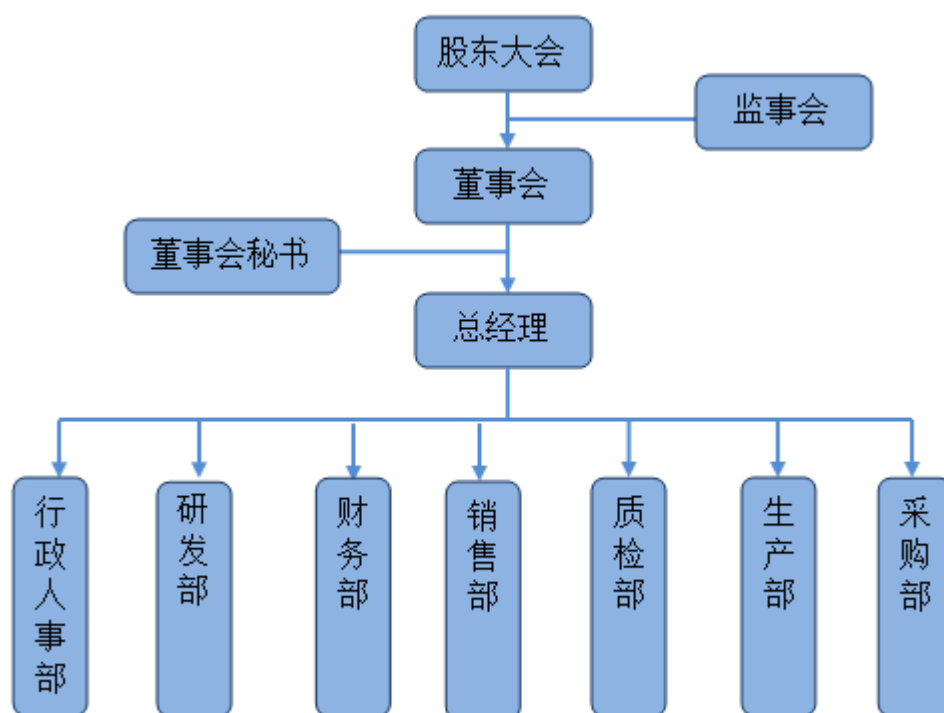 股东大会
监事会
董事会
董事会秘书
总经理
行政人事部
研发部
财务部
销售部
质检部
生产部
采购部